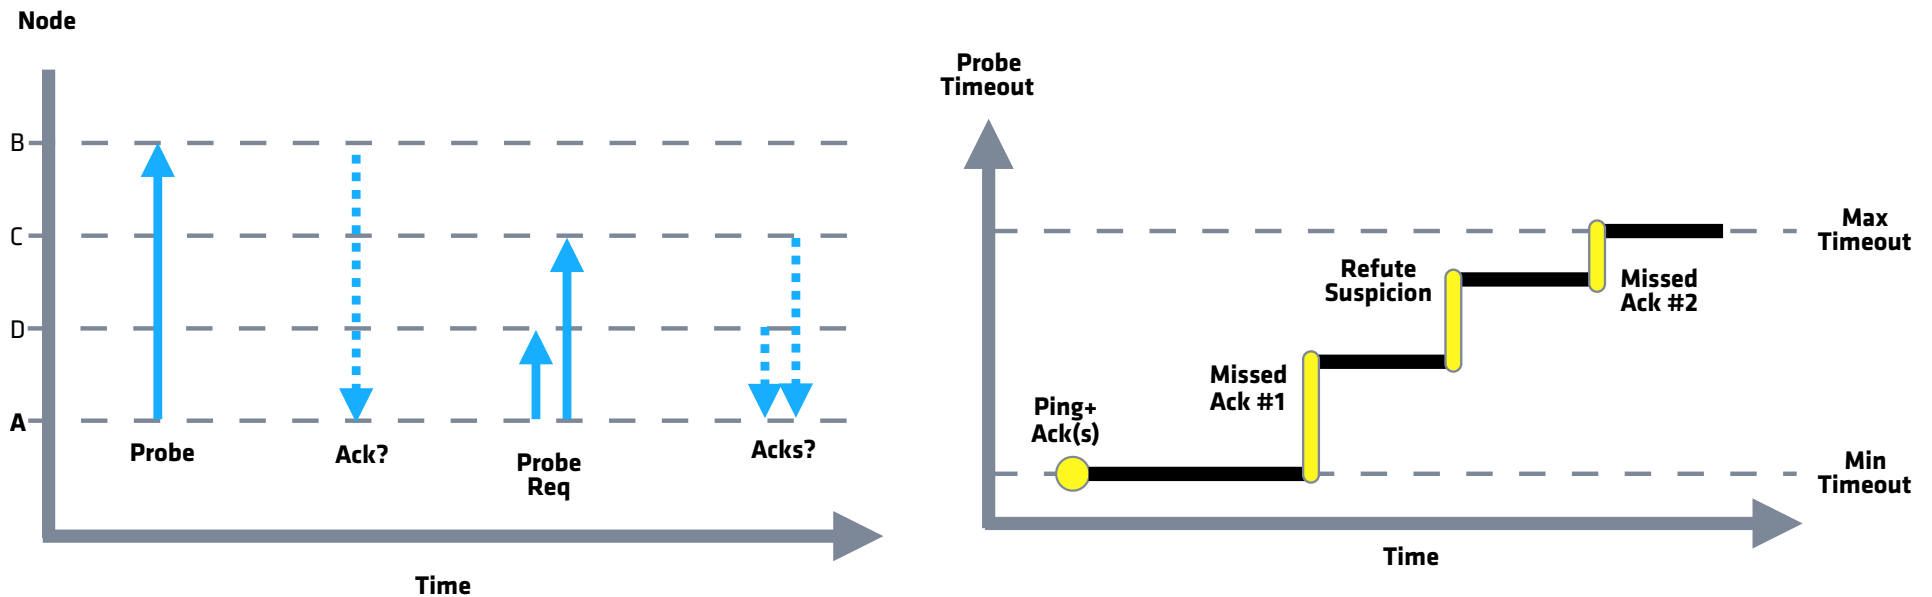 Node
B
C
D
A
Probe
Ack?
Probe
Req
Acks?
Time
Probe
Timeout
Max
Timeout
Refute
Suspicion
Missed
Ack #2
Missed
Ack #1
Ping+
Ack(s)
Min
Timeout
Time